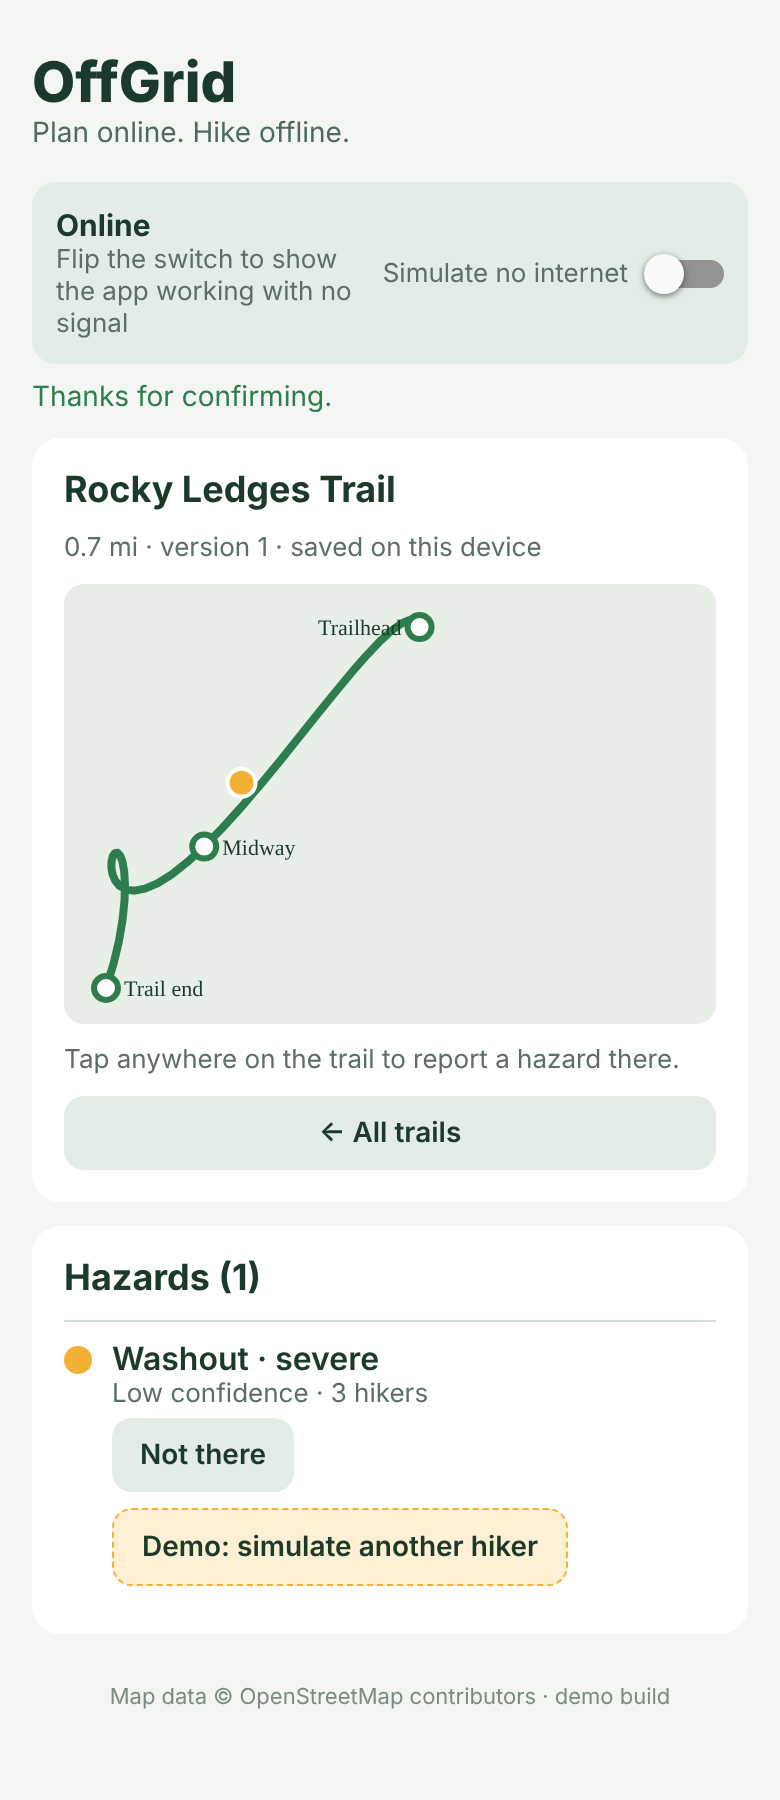 OffGrid
Plan online. Hike offline.
Online
Flip the switch to show
the app working with no
signal
Simulate no internet
Thanks for confirming.
Rocky Ledges Trail
0.7 mi · version 1 · saved on this device
Trailhead
Midway
Trail end
Tap anywhere on the trail to report a hazard there.
← All trails
Hazards (1)
Washout · severe
Low confidence · 3 hikers
Not there
Demo: simulate another hiker
Map data © OpenStreetMap contributors · demo build